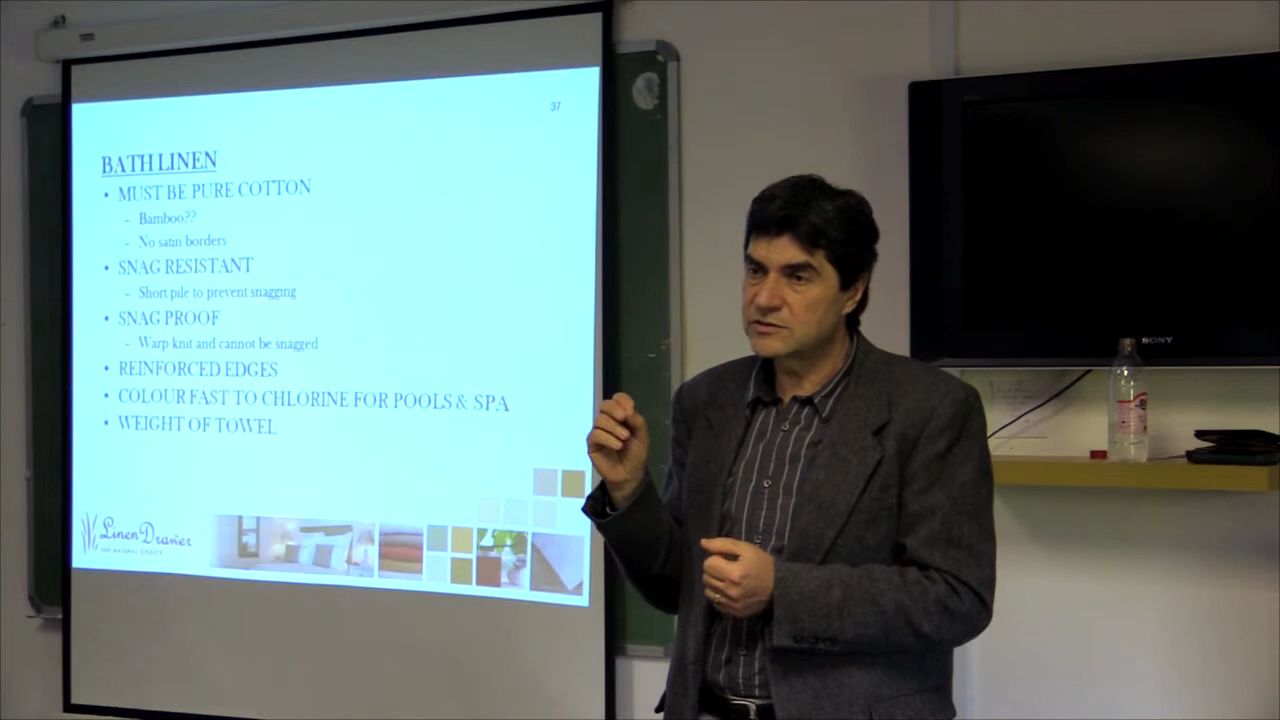 37
BATH LINEN
• MUST BE PURE COTTON
– Bamboo??
– No satin borders
• SNAG RESISTANT
– Short pile to prevent snagging
• SNAG PROOF
– Warp knit and cannot be snagged
• REINFORCED EDGES
• COLOUR FAST TO CHLORINE FOR POOLS & SPA
• WEIGHT OF TOWEL
Linen Drawer
THE NATURAL CHOICE
SONY